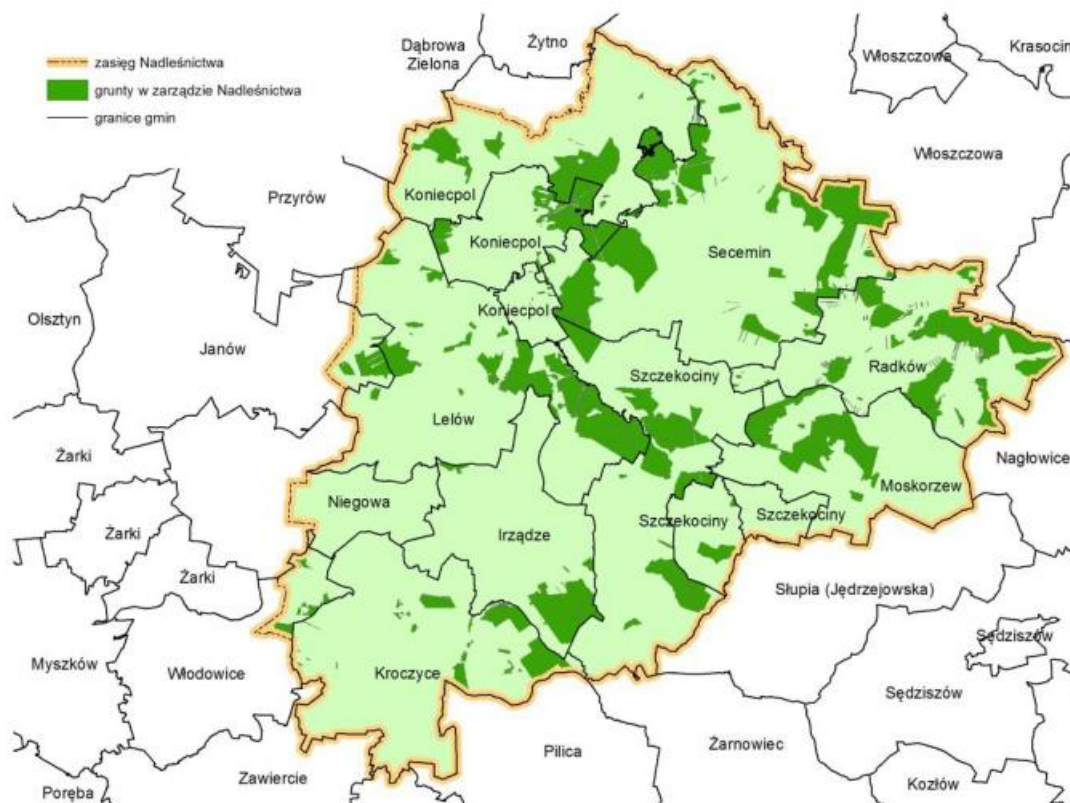 Dąbrowa
Zielona
Żytno
Włoszczowa
Krasocin
zasięg Nadleśnictwa
grunty w zarządzie Nadleśnictwa
granice gmin
Włoszczowa
Przyrów
Koniecpol
Koniecpol
Secemin
Koniecpol
Olsztyn
Janów
Szczekociny
Radków
Lelów
Żarki
Nagłowice
Moskorzew
Niegowa
Szczekociny
Szczekociny
Żarki
Irządze
Żarki
Słupia (Jędrzejowska)
Sędziszów
Myszków
Włodowice
Kroczyce
Sędziszów
Pilica
Żarnowiec
Zawiercie
Kozłów
Poręba